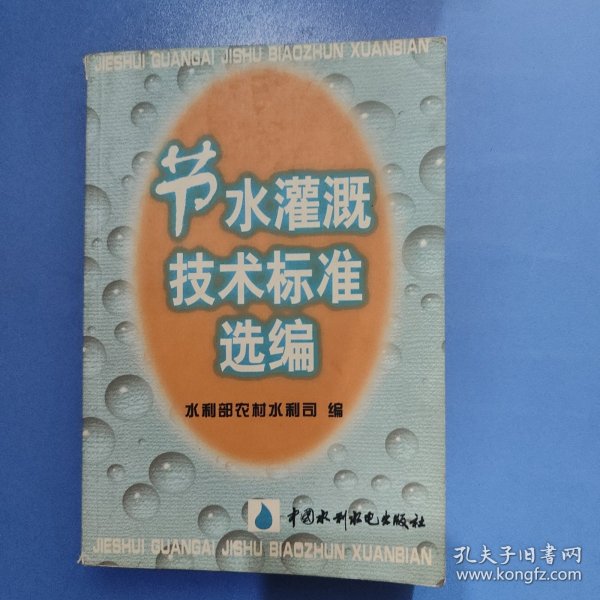 JIESHUI GUANGAI JISHU BIAOZHUN XUANBIAN
节水灌溉
技术标准
选编
水利部农村水利司 编
中国水利水电出版社
JIESHUI GUANGAI JISHU BIAOZHUN XUANBIAN
孔夫子旧书网
www.kongfz.com